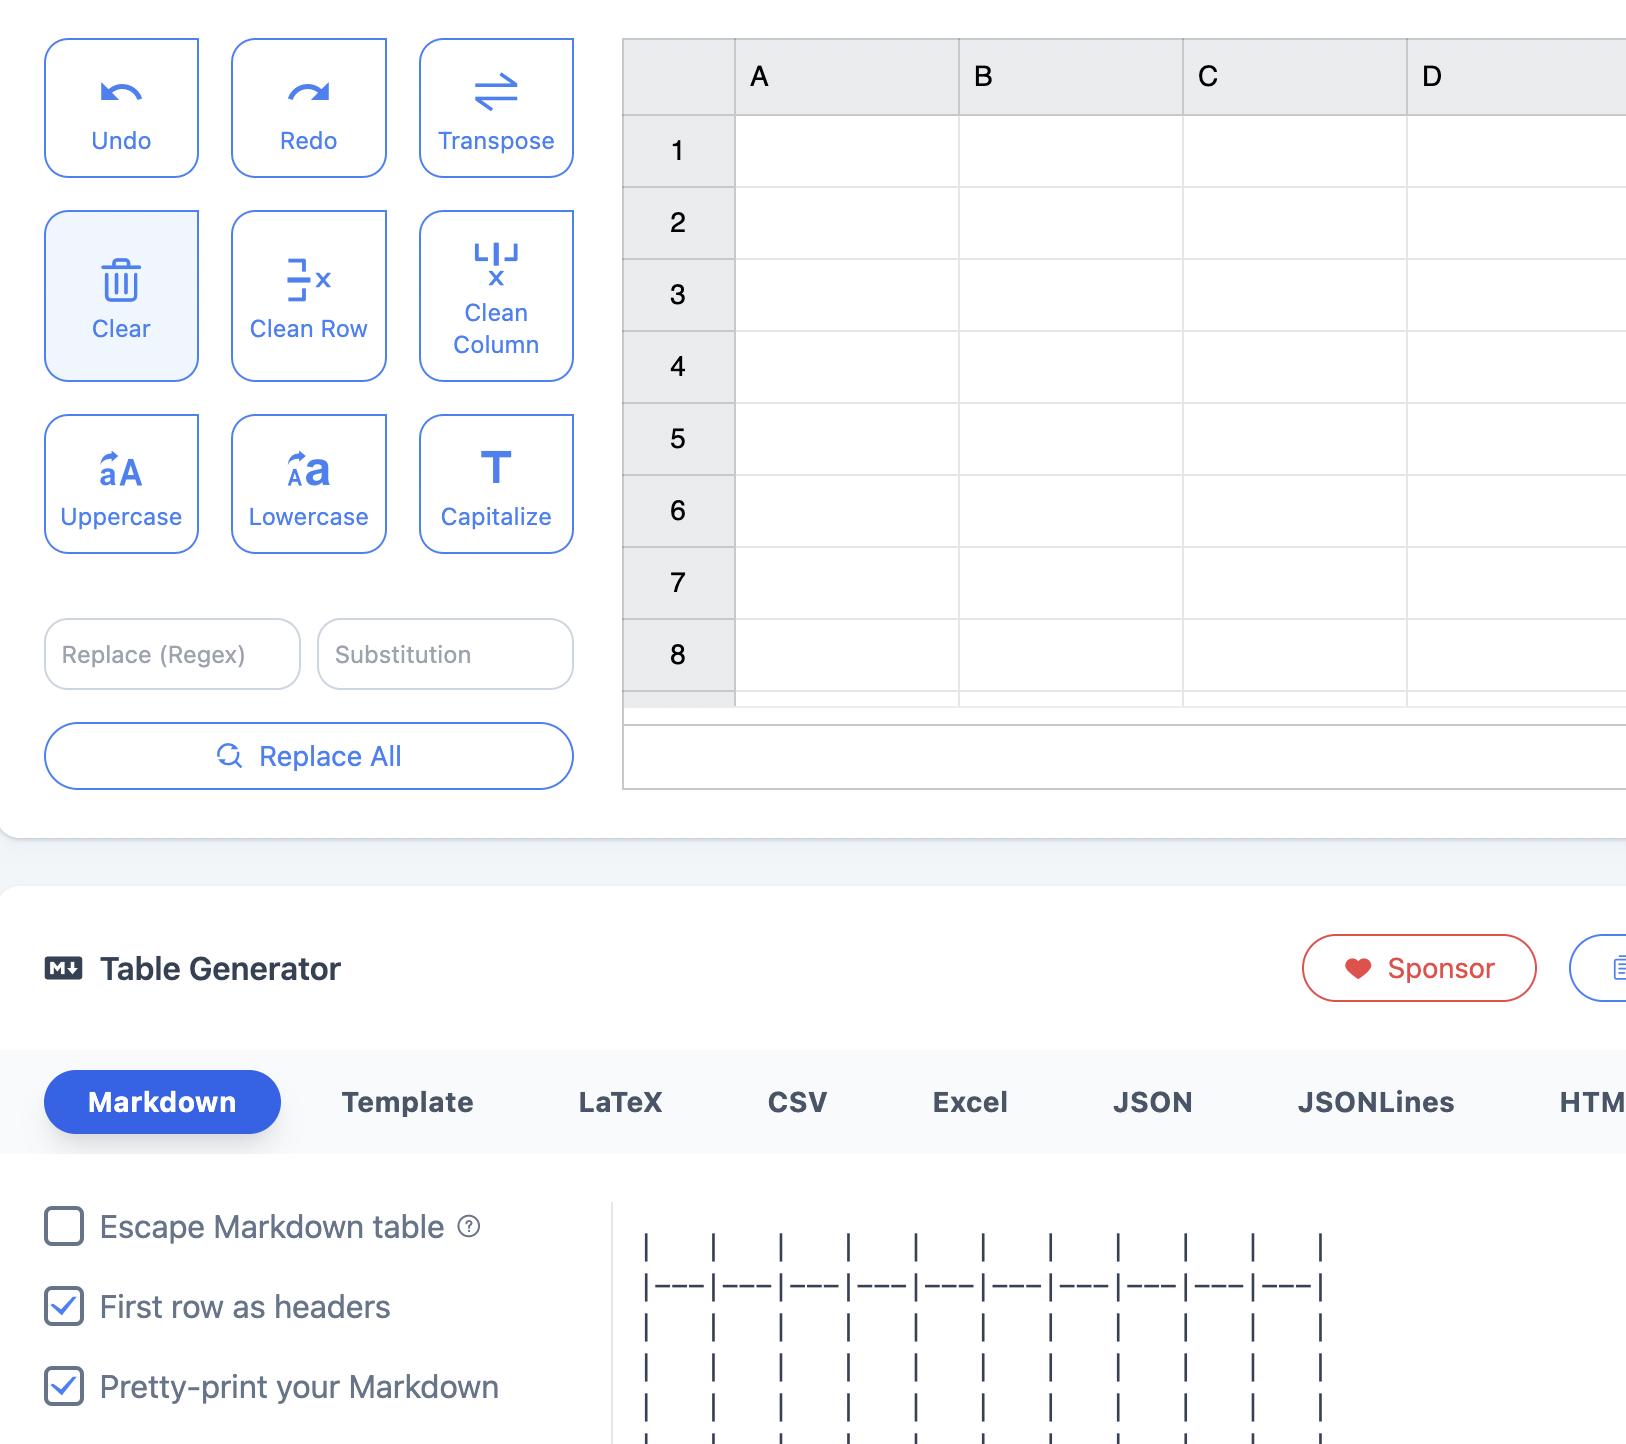 Undo
Redo
Transpose
Clear
Clean Row
Clean
Column
Uppercase
Lowercase
Capitalize
Replace (Regex)
Substitution
Replace All
A
B
C
D
1
2
3
4
5
6
7
8
Table Generator
Sponsor
Markdown
Template
LaTeX
CSV
Excel
JSON
JSONLines
HTM
Escape Markdown table
First row as headers
Pretty-print your Markdown
|   |   |   |   |   |   |   |   |   |   |
|---|---|---|---|---|---|---|---|---|---|
|   |   |   |   |   |   |   |   |   |   |
|   |   |   |   |   |   |   |   |   |   |
|   |   |   |   |   |   |   |   |   |   |
|   |   |   |   |   |   |   |   |   |   |